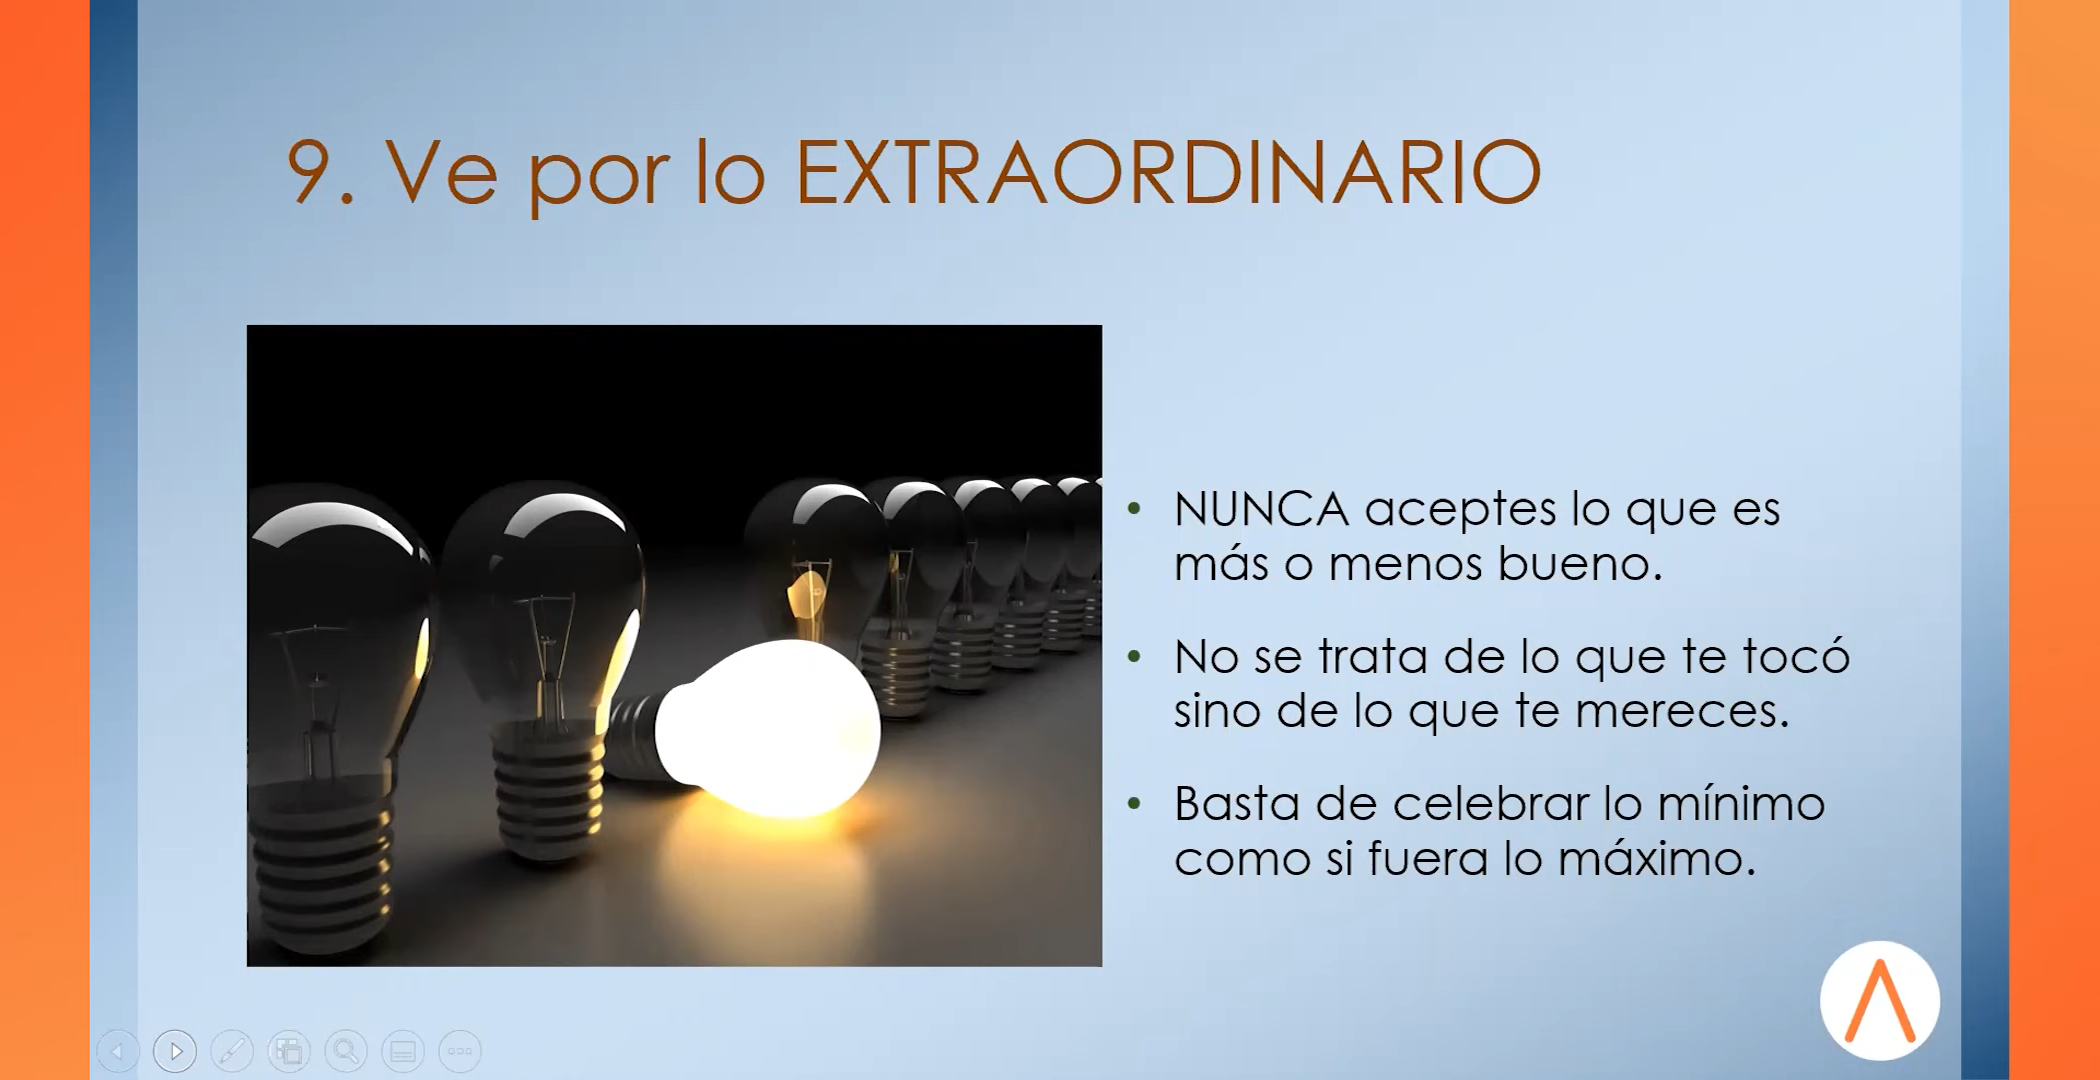 9. Ve por lo EXTRAORDINARIO
• NUNCA aceptes lo que es
más o menos bueno.
• No se trata de lo que te tocó
sino de lo que te mereces.
• Basta de celebrar lo mínimo
como si fuera lo máximo.